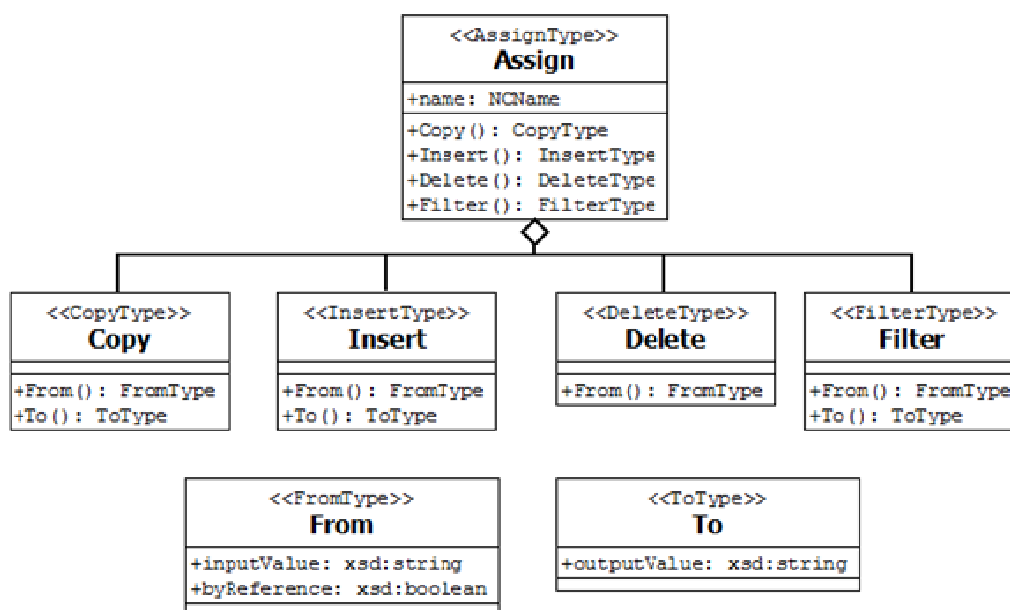 <<AssignType>>
Assign
+name: NCName
+Copy(): CopyType
+Insert(): InsertType
+Delete(): DeleteType
+Filter(): FilterType
<<CopyType>>
Copy
+From(): FromType
+To(): ToType
<<InsertType>>
Insert
+From(): FromType
+To(): ToType
<<DeleteType>>
Delete
+From(): FromType
<<FilterType>>
Filter
+From(): FromType
+To(): ToType
<<FromType>>
From
+inputValue: xsd:string
+byReference: xsd:boolean
<<ToType>>
To
+outputValue: xsd:string